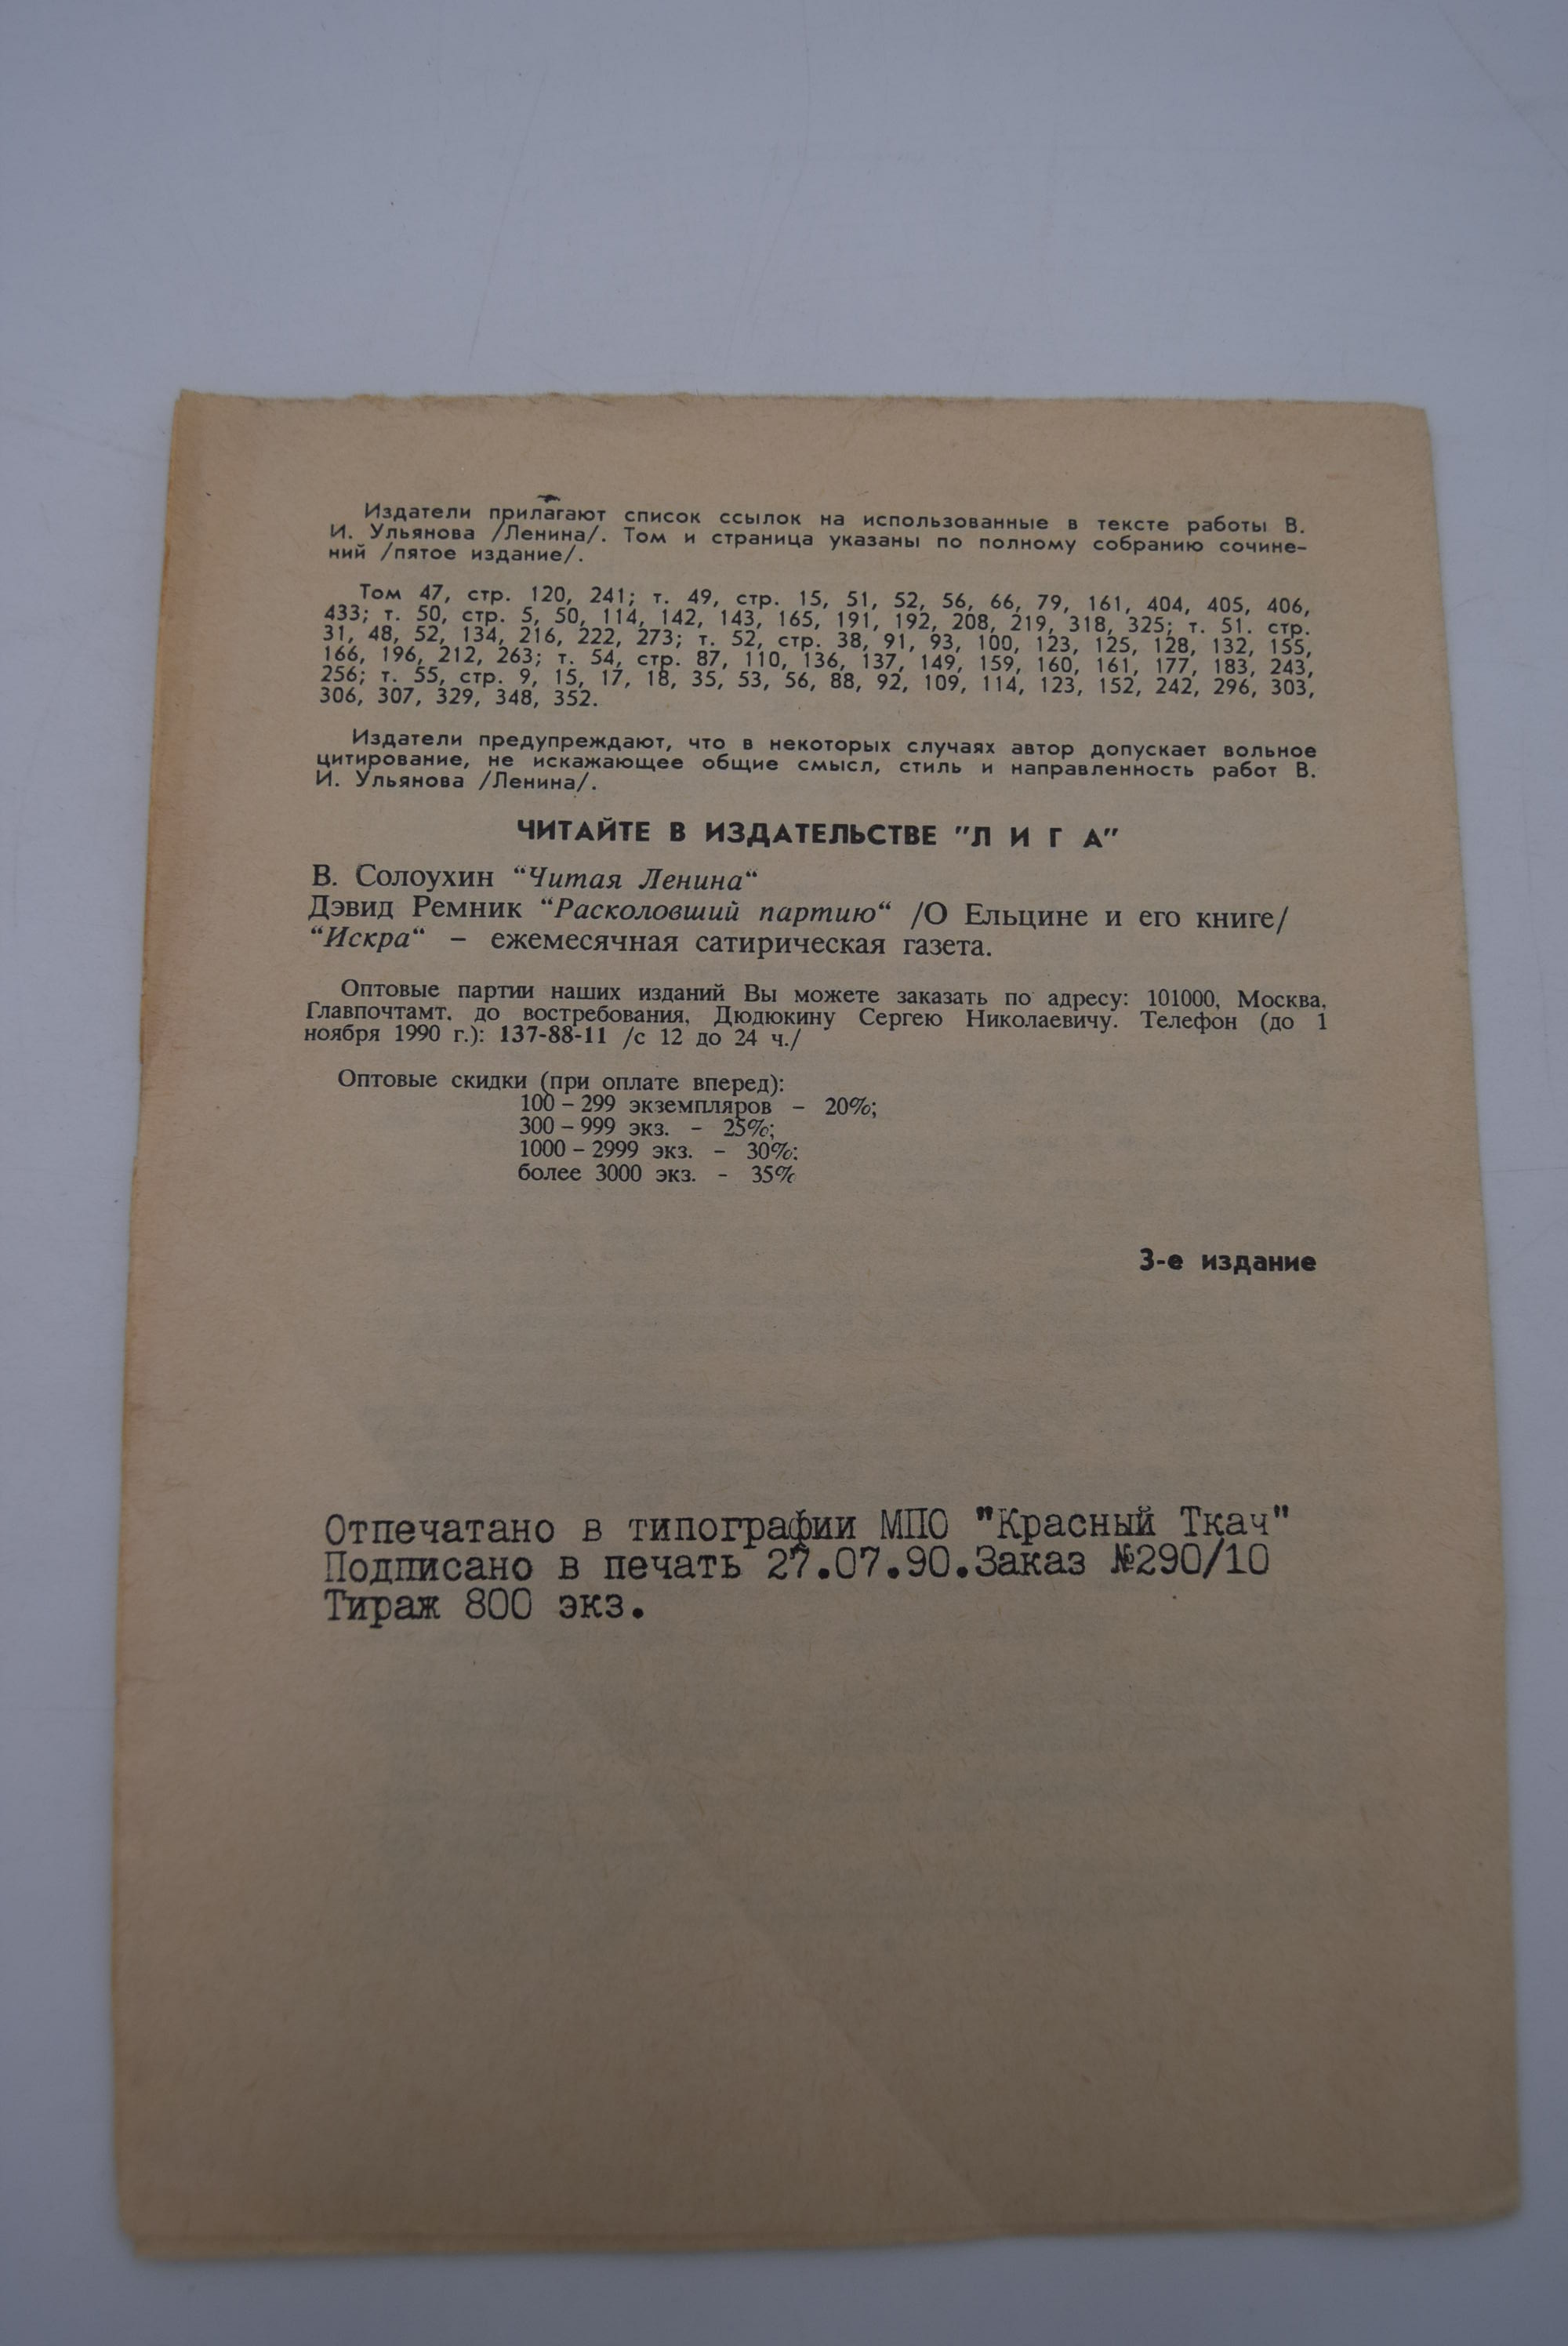 Издатели прилагают список ссылок на использованные в тексте работы В.
И. Ульянова /Ленина/. Том и страница указаны по полному собранию сочине-
ний /пятое издание/.
Том 47, стр. 120, 241; т. 49, стр. 15, 51, 52, 56, 66, 79, 161, 404, 405, 406,
433; т. 50, стр. 5, 50, 114, 142, 143, 165, 191, 192, 208, 219, 318, 325; т. 51. стр.
31, 48, 52, 134, 216, 222, 273; т. 52, стр. 38, 91, 93, 100, 123, 125, 128, 132, 155,
166, 196, 212, 263; т. 54, стр. 87, 110, 136, 137, 149, 159, 160, 161, 177, 183, 243,
256; т. 55, стр. 9, 15, 17, 18, 35, 53, 56, 88, 92, 109, 114, 123, 152, 242, 296, 303,
306, 307, 329, 348, 352.
Издатели предупреждают, что в некоторых случаях автор допускает вольное
цитирование, не искажающее общие смысл, стиль и направленность работ В.
И. Ульянова /Ленина/.
ЧИТАЙТЕ В ИЗДАТЕЛЬСТВЕ "Л И Г А"
В. Солоухин “Читая Ленина“
Дэвид Ремник “Расколовший партию“ /О Ельцине и его книге/
“Искра“ – ежемесячная сатирическая газета.
Оптовые партии наших изданий Вы можете заказать по адресу: 101000, Москва,
Главпочтамт, до востребования, Дюдюкину Сергею Николаевичу. Телефон (до 1
ноября 1990 г.): 137-88-11 /с 12 до 24 ч./
Оптовые скидки (при оплате вперед):
100 – 299 экземпляров – 20%;
300 – 999 экз. – 25%;
1000 – 2999 экз. – 30%;
более 3000 экз. - 35%
3-е издание
Отпечатано в типографии МПО "Красный Ткач"
Подписано в печать 27.07.90.Заказ №290/10
Тираж 800 экз.